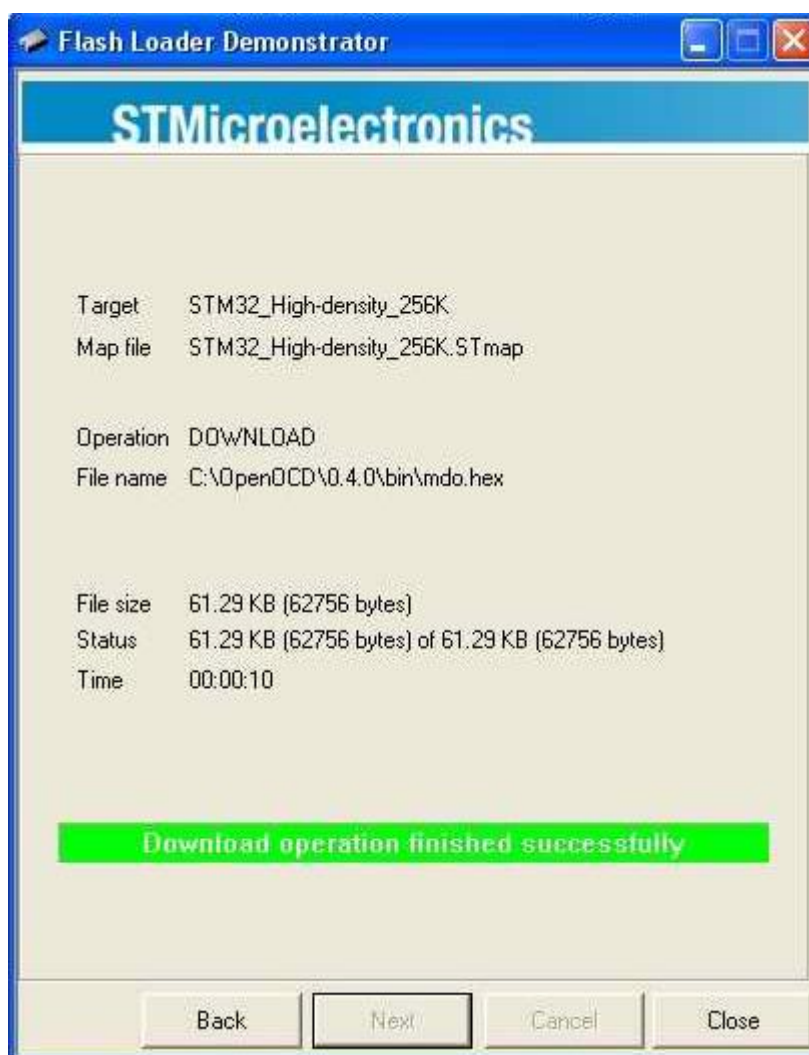 Flash Loader Demonstrator
STMicroelectronics
Target STM32_High-density_256K
Map file STM32_High-density_256K.STmap
Operation DOWNLOAD
File name C:\OpenOCD\0.4.0\bin\mdo.hex
File size 61.29 KB (62756 bytes)
Status 61.29 KB (62756 bytes) of 61.29 KB (62756 bytes)
Time 00:00:10
Download operation finished successfully
Back Next Cancel Close